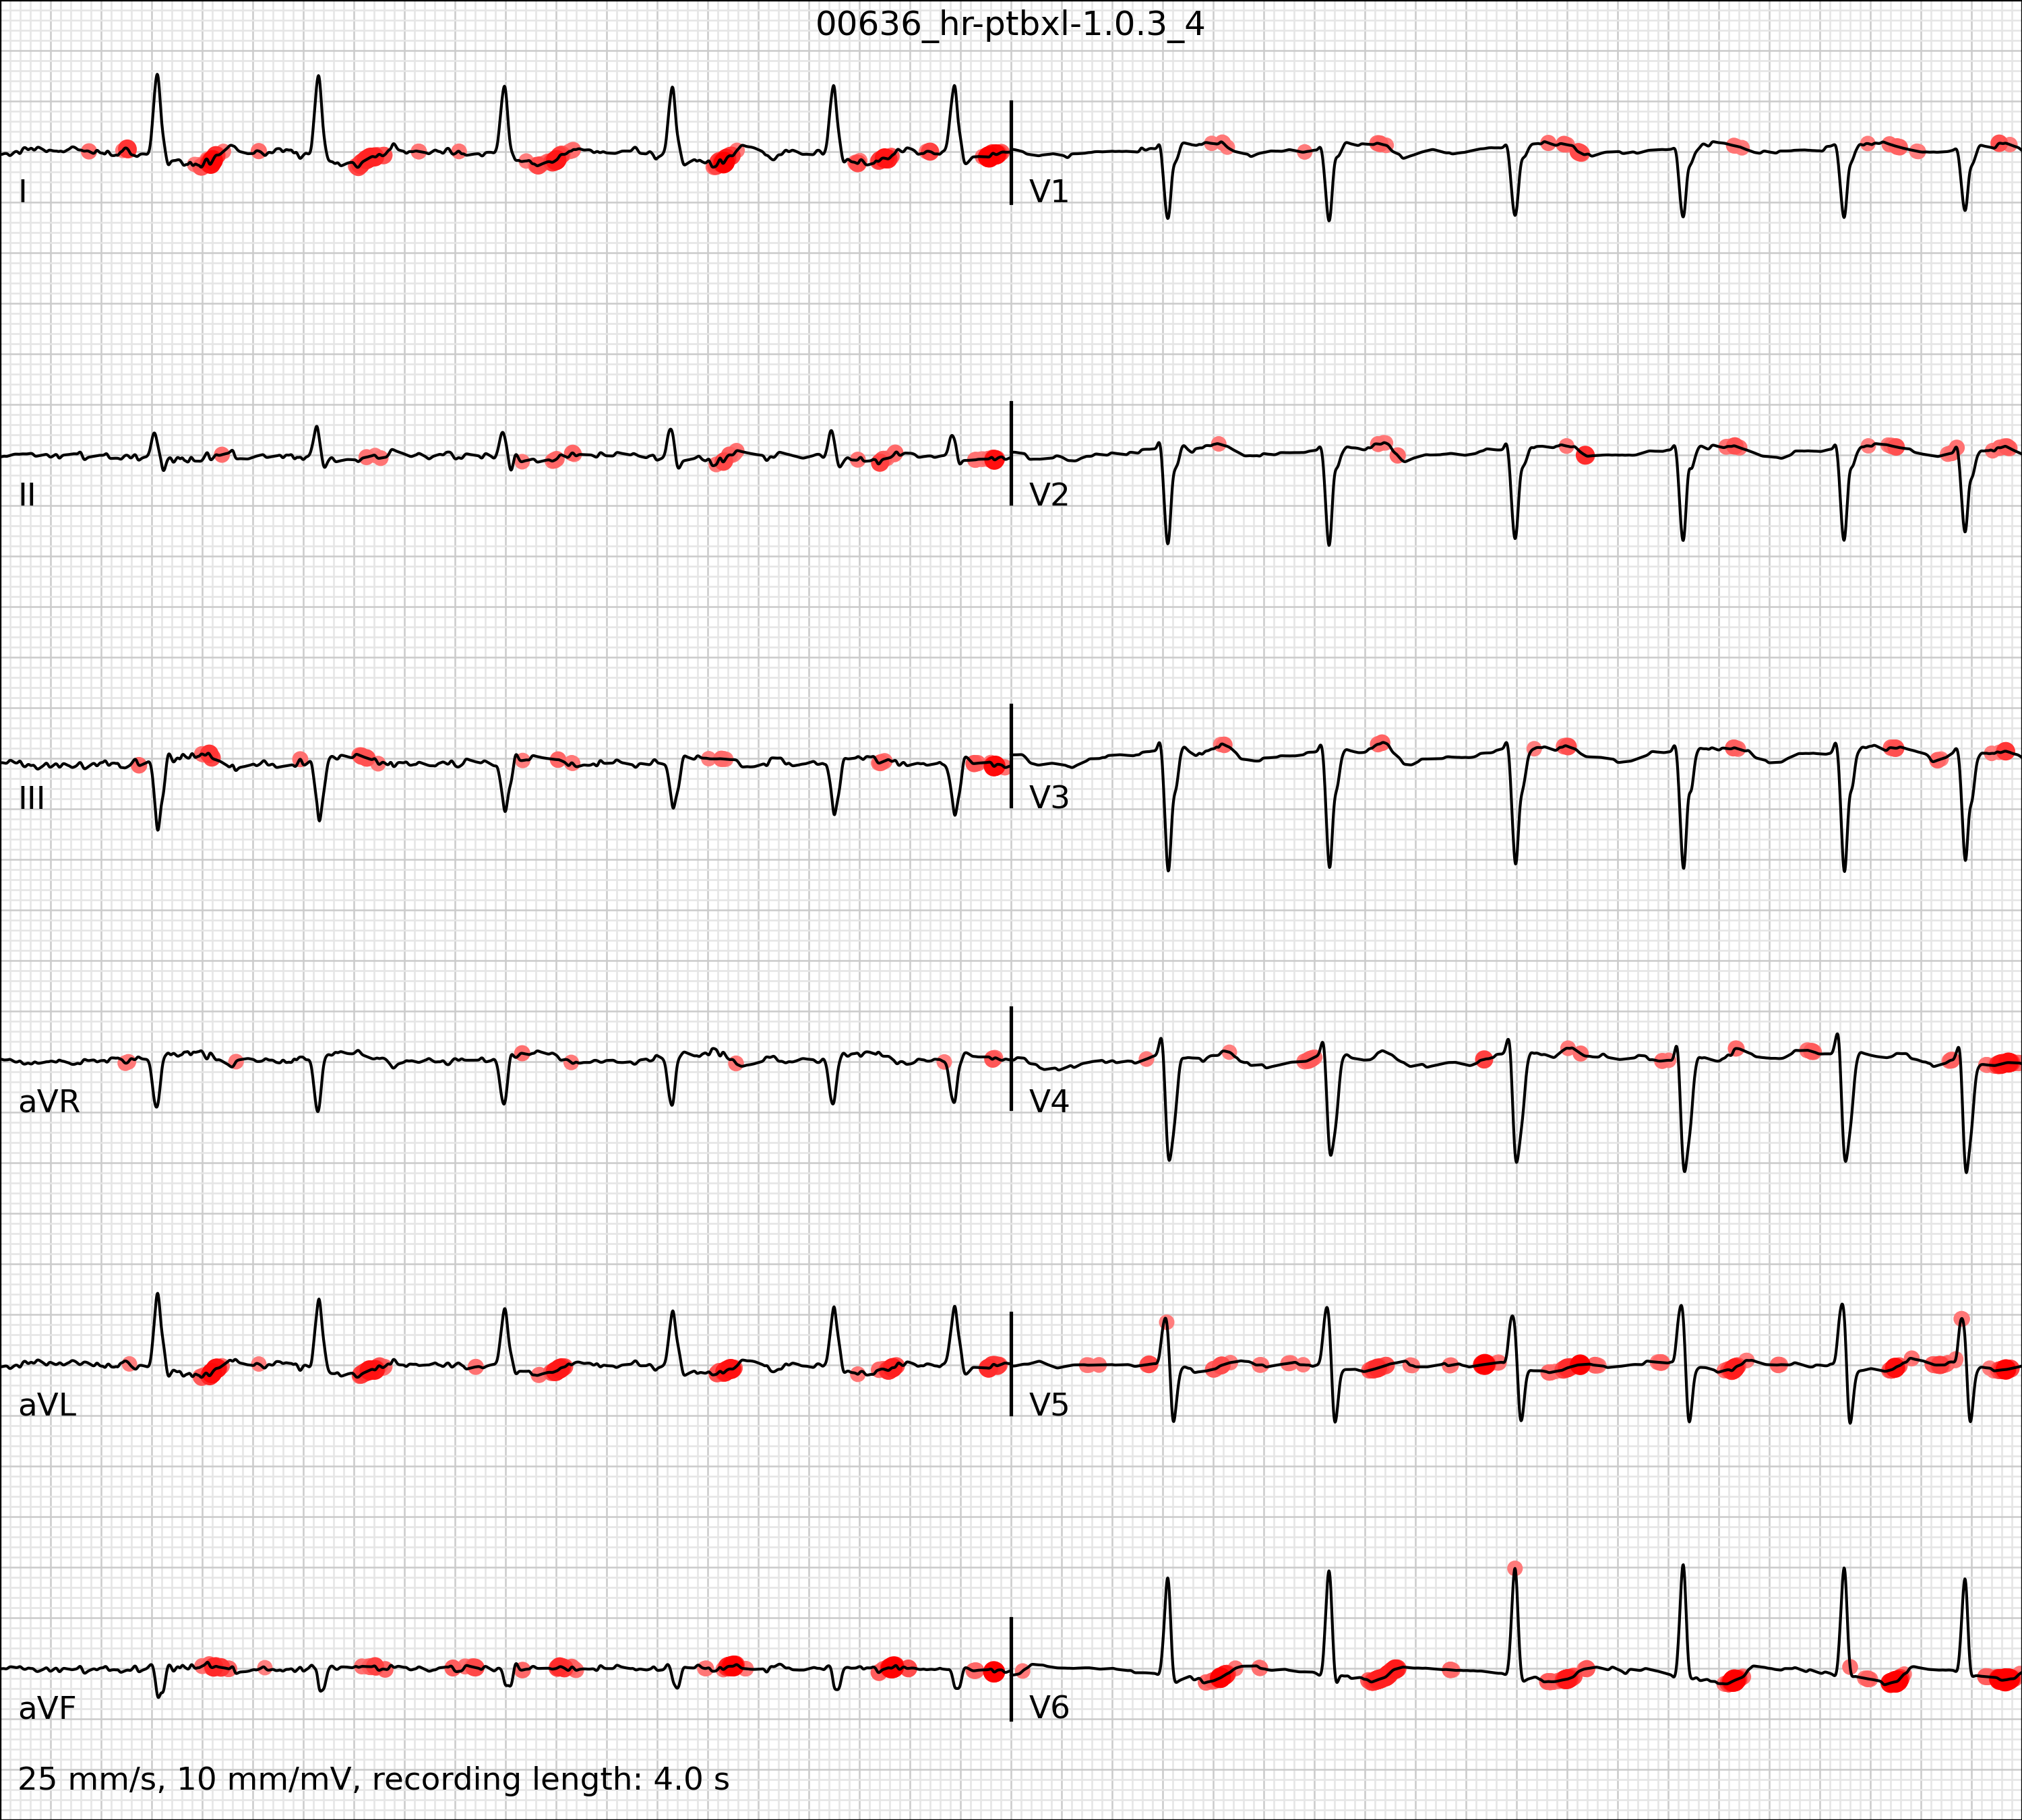 00636_hr-ptbxl-1.0.3_4
I
V1
II
V2
III
V3
aVR
V4
aVL
V5
aVF
V6
25 mm/s, 10 mm/mV, recording length: 4.0 s